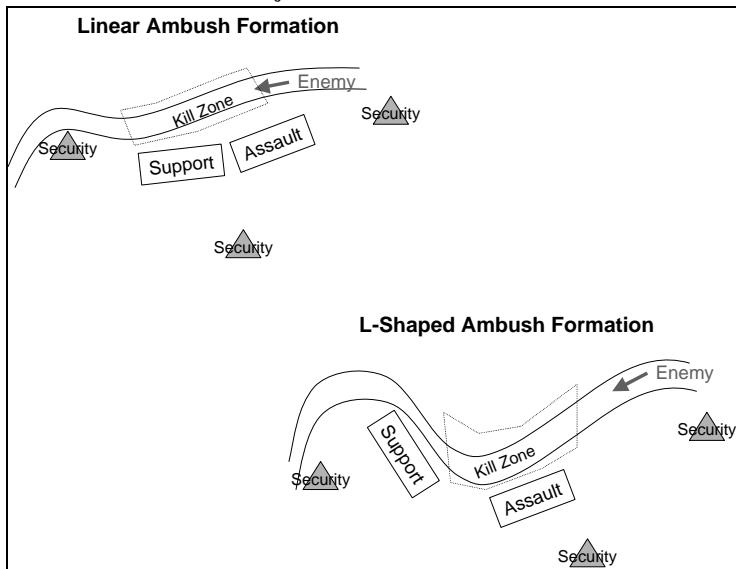 Linear Ambush Formation
Enemy
Kill Zone
Security
Security
Assault
Support
Security
L-Shaped Ambush Formation
Enemy
Support
Security
Kill Zone
Security
Assault
Security